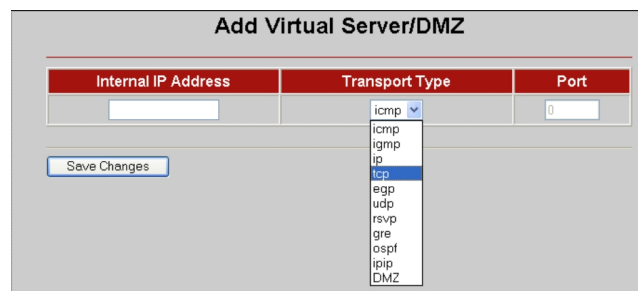 Add Virtual Server/DMZ
Internal IP Address Transport Type Port
icmp 0
icmp
igmp
ip
tcp
egp
udp
rsvp
gre
ospf
ipip
DMZ
Save Changes